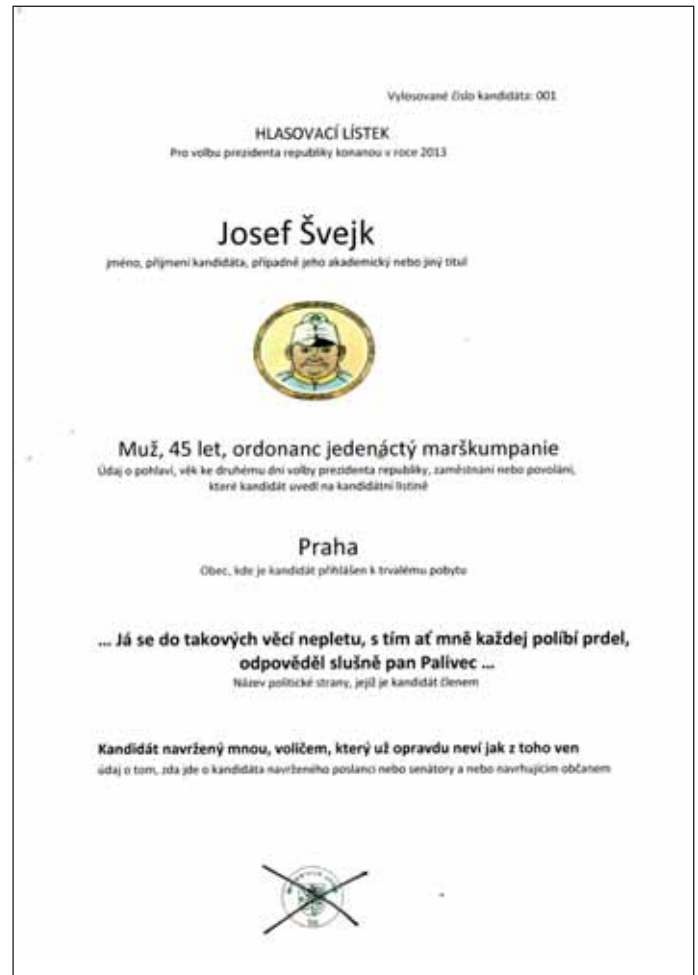 Vylosované číslo kandidáta: 001
HLASOVACÍ LÍSTEK
Pro volbu prezidenta republiky konanou v roce 2013
Josef Švejk
jméno, příjmení kandidáta, případně jeho akademický nebo jiný titul
Muž, 45 let, ordonanc jedenáctý marškumpanie
Údaj o pohlaví, věk ke druhému dni volby prezidenta republiky, zaměstnání nebo povolání,
které kandidát uvedl na kandidátní listině
Praha
Obec, kde je kandidát přihlášen k trvalému pobytu
... Já se do takových věcí nepletu, s tím ať mně každej políbí prdel,
odpověděl slušně pan Palivec ...
Název politické strany, jejíž je kandidát členem
Kandidát navržený mnou, voličem, který už opravdu neví jak z toho ven
údaj o tom, zda jde o kandidáta navrženého poslanci nebo senátory a nebo navrhujícím občanem